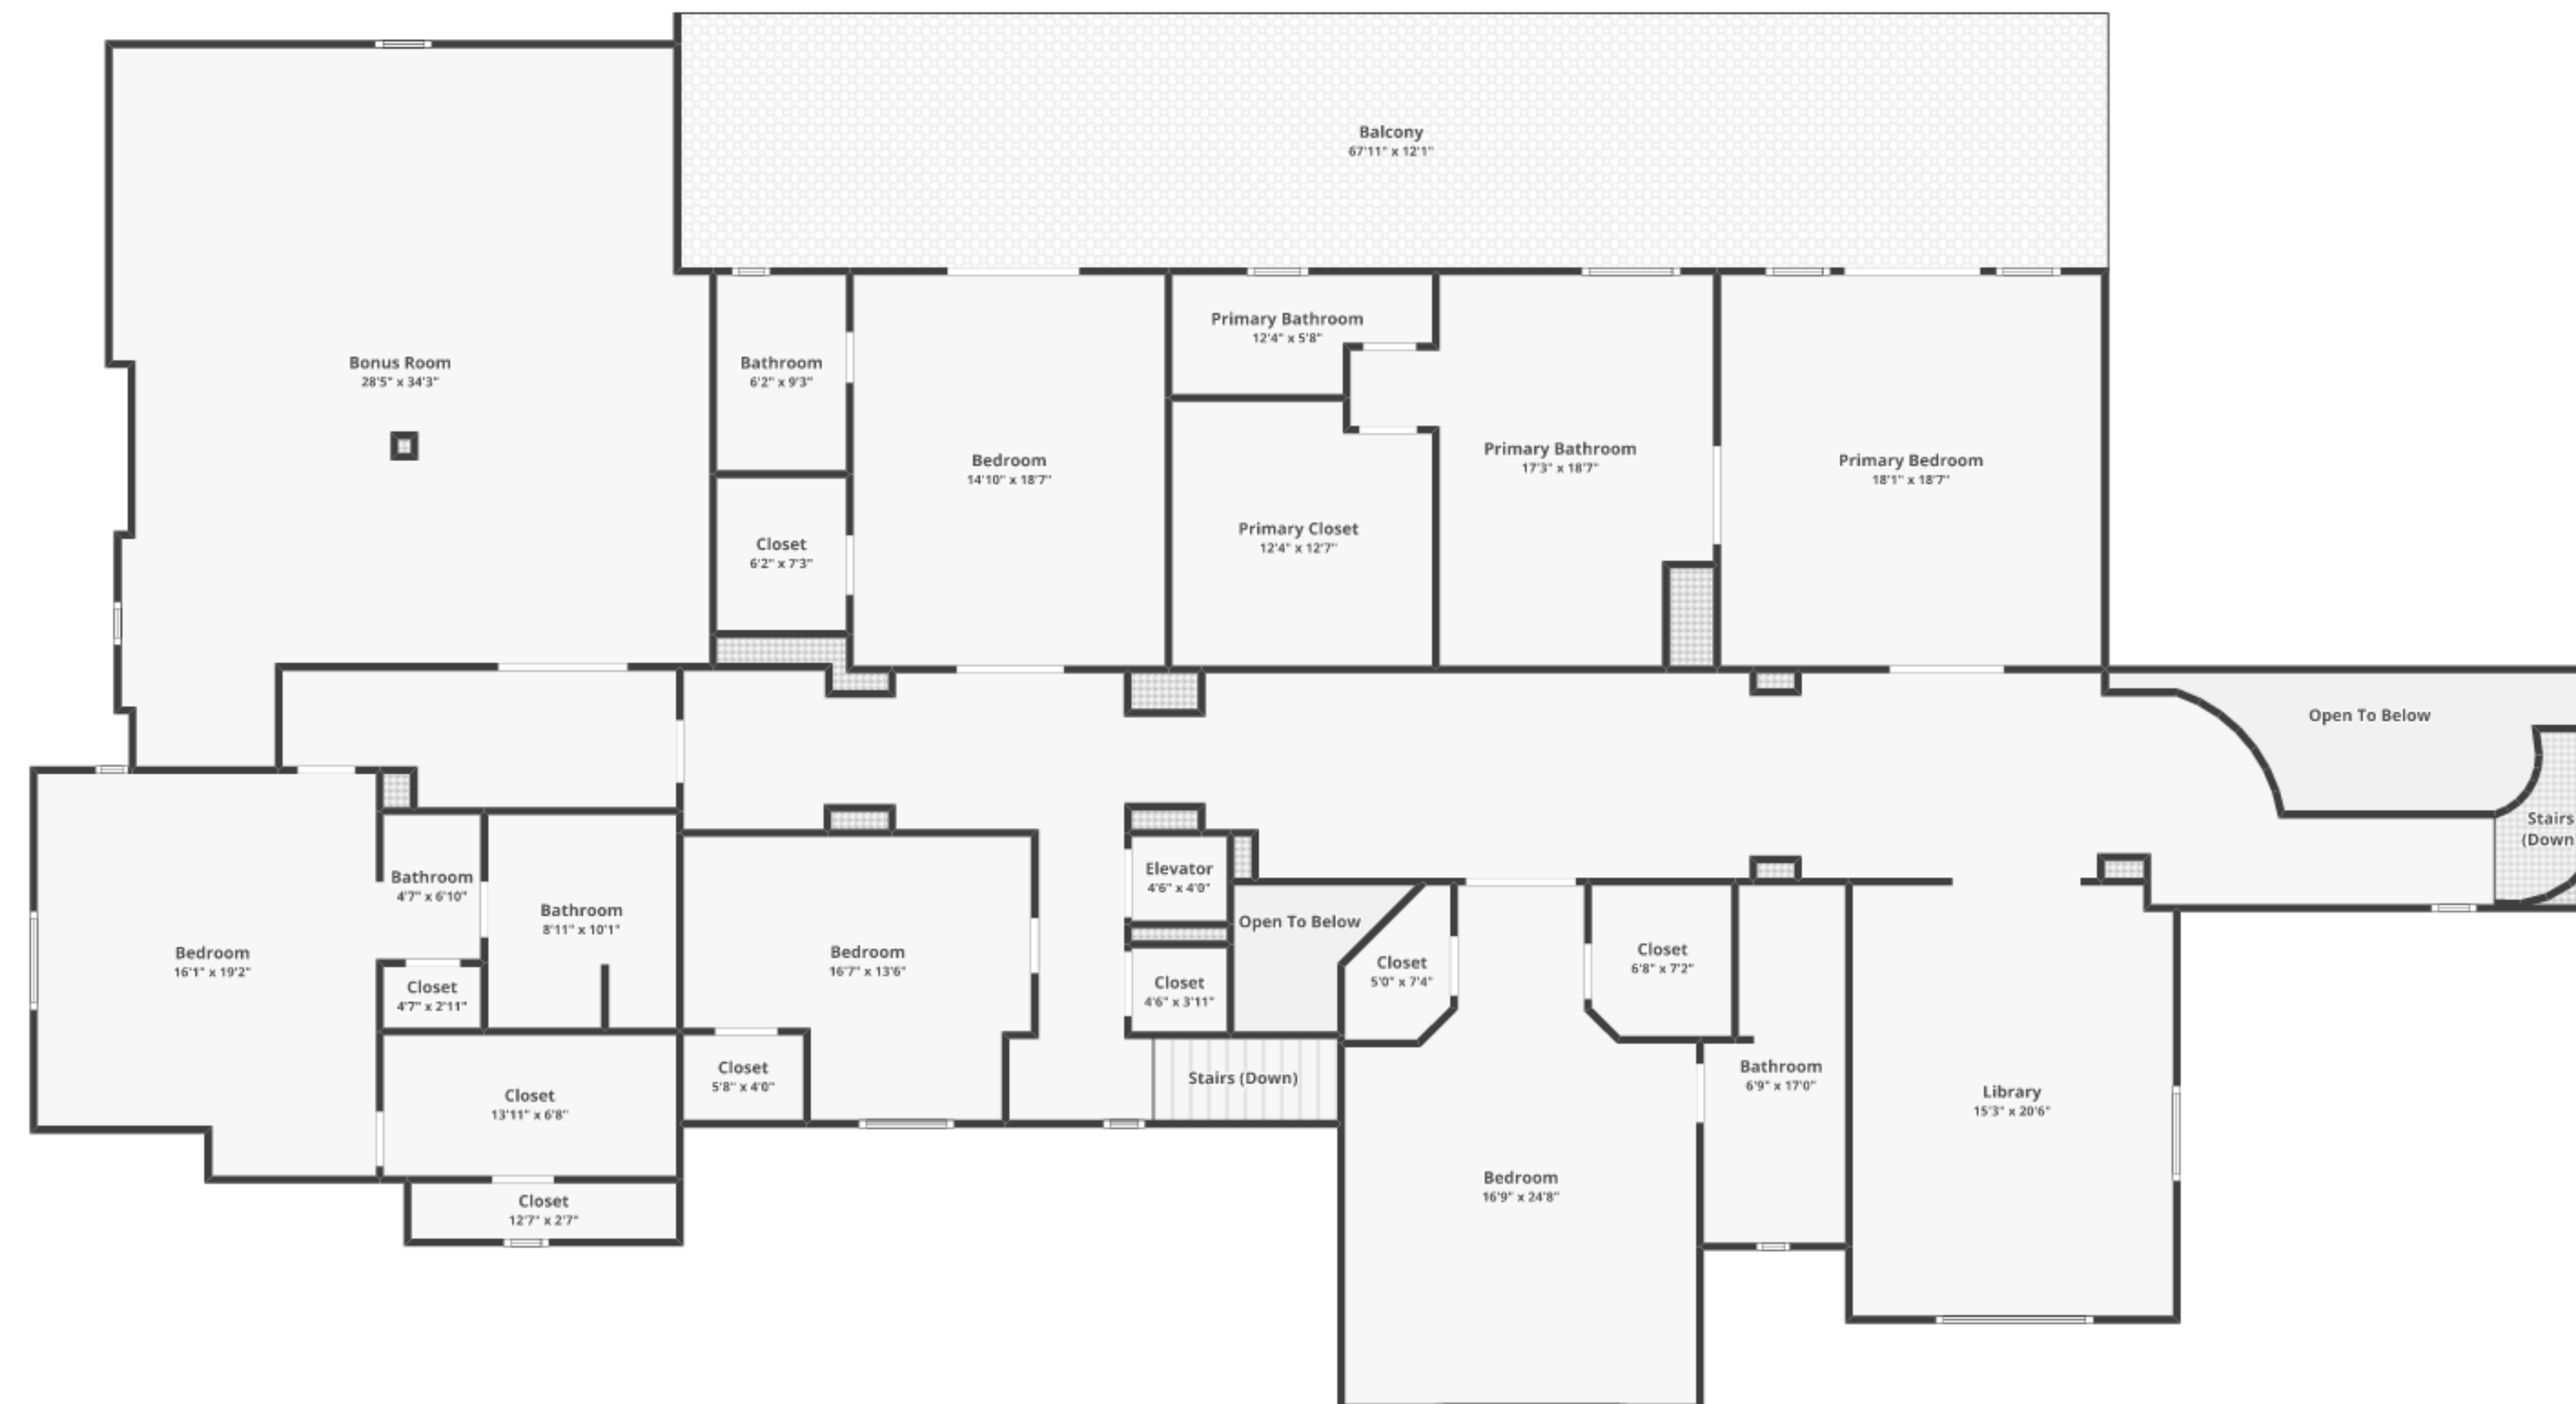 Balcony
67'11" x 12'1"
Bonus Room
28'5" x 34'3"
Bathroom
6'2" x 9'3"
Closet
6'2" x 7'3"
Bedroom
14'10" x 18'7"
Primary Bathroom
12'4" x 5'8"
Primary Closet
12'4" x 12'7"
Primary Bathroom
17'3" x 18'7"
Primary Bedroom
18'1" x 18'7"
Open To Below
Stairs
(Down
Bedroom
16'1" x 19'2"
Bathroom
4'7" x 6'10"
Closet
4'7" x 2'11"
Bathroom
8'11" x 10'1"
Closet
13'11" x 6'8"
Closet
12'7" x 2'7"
Bedroom
16'7" x 13'6"
Closet
5'8" x 4'0"
Elevator
4'6" x 4'0"
Closet
4'6" x 3'11"
Open To Below
Stairs (Down)
Closet
5'0" x 7'4"
Closet
6'8" x 7'2"
Bedroom
16'9" x 24'8"
Bathroom
6'9" x 17'0"
Library
15'3" x 20'6"